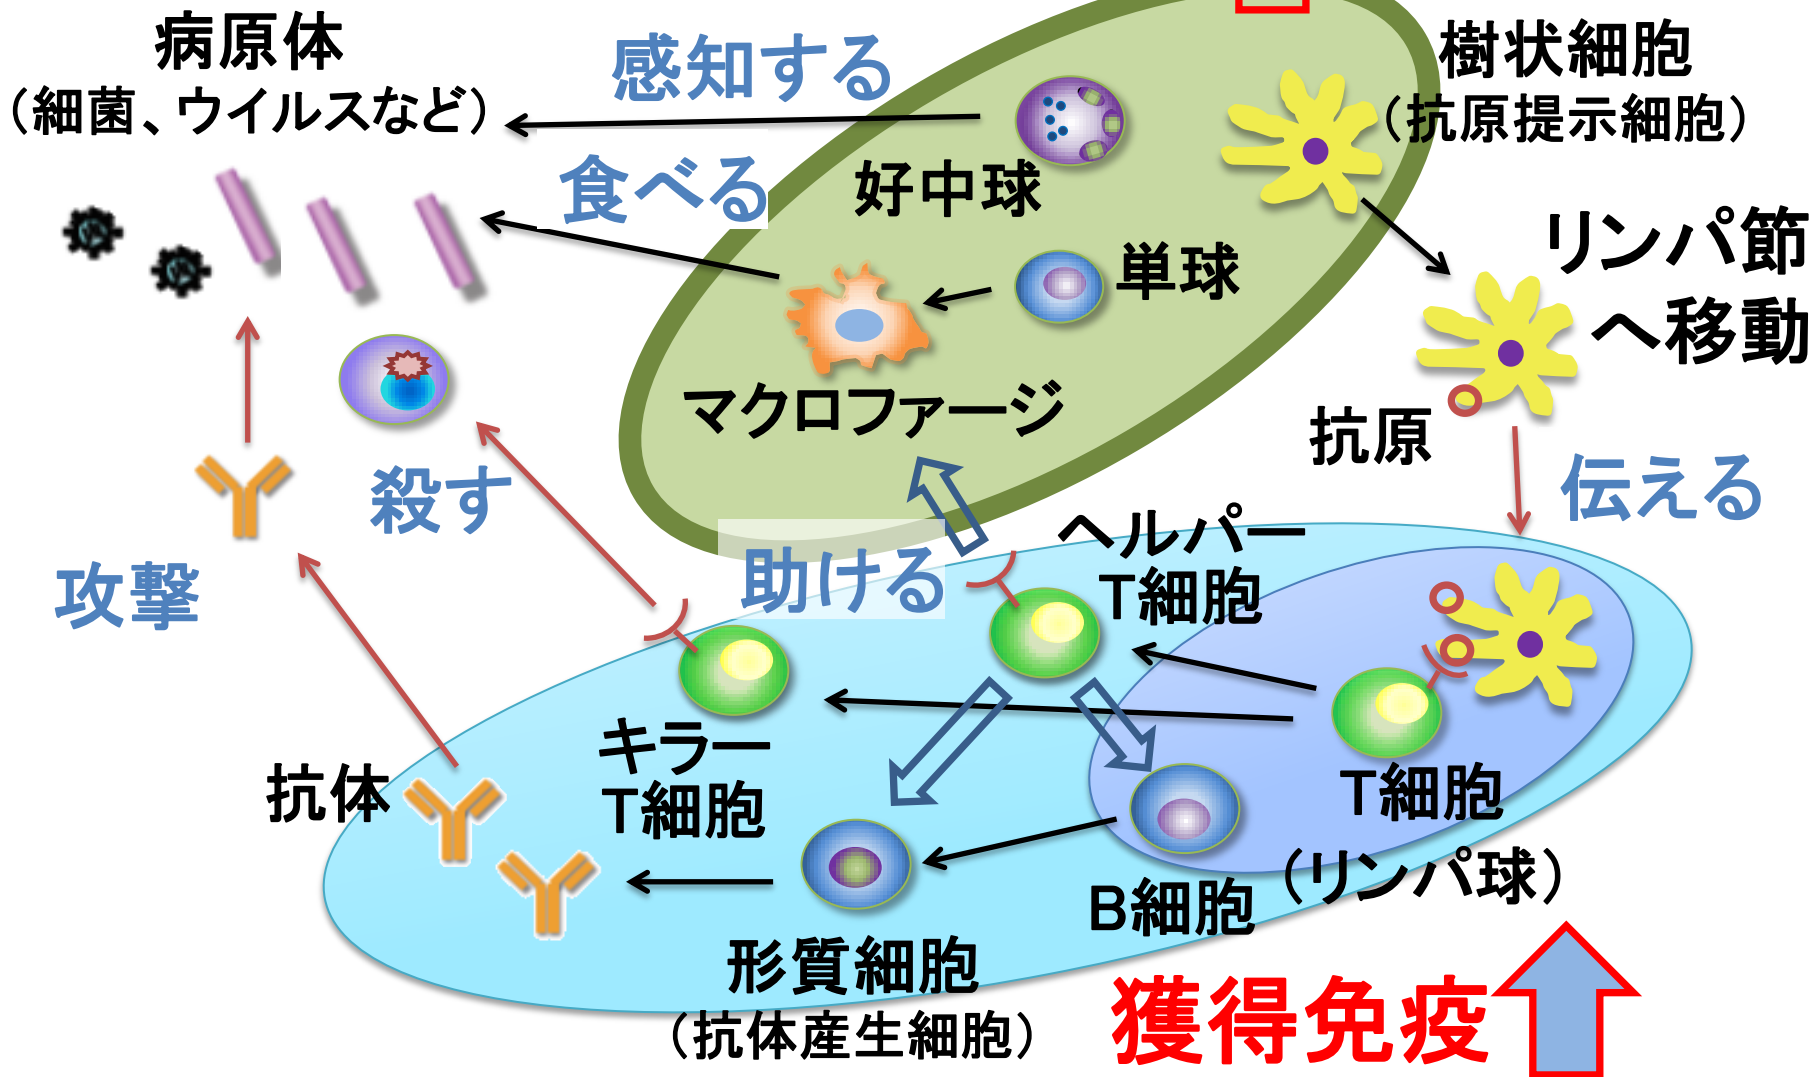 病原体
（細菌、ウイルスなど）
感知する
食べる
好中球
単球
マクロファージ
樹状細胞
（抗原提示細胞）
リンパ節
へ移動
抗原
伝える
殺す
攻撃
助ける
ヘルパー
T細胞
キラー
T細胞
抗体
T細胞
B細胞
（リンパ球）
形質細胞
（抗体産生細胞）
獲得免疫